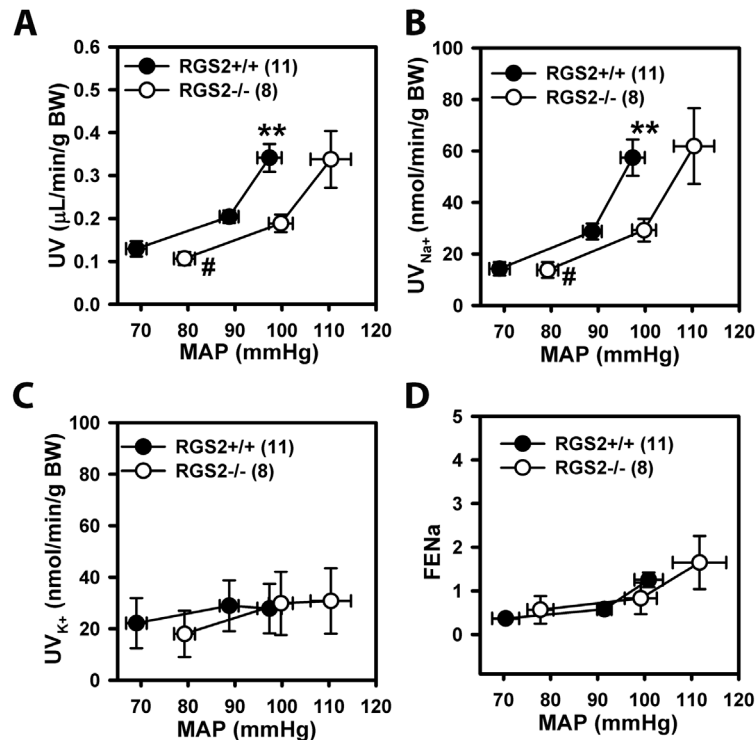 A
0.6
0.5
0.4
0.3
0.2
0.1
0.0
UV (μL/min/g BW)
RGS2+/+ (11)
RGS2-/- (8)
**
#
70 80 90 100 110 120
MAP (mmHg)
B
100
80
60
40
20
0
UVNa+ (nmol/min/g BW)
RGS2+/+ (11)
RGS2-/- (8)
**
#
70 80 90 100 110 120
MAP (mmHg)
C
100
80
60
40
20
0
UVK+ (nmol/min/g BW)
RGS2+/+ (11)
RGS2-/- (8)
70 80 90 100 110 120
MAP (mmHg)
D
5
4
3
2
1
0
FENa
RGS2+/+ (11)
RGS2-/- (8)
70 80 90 100 110 120
MAP (mmHg)